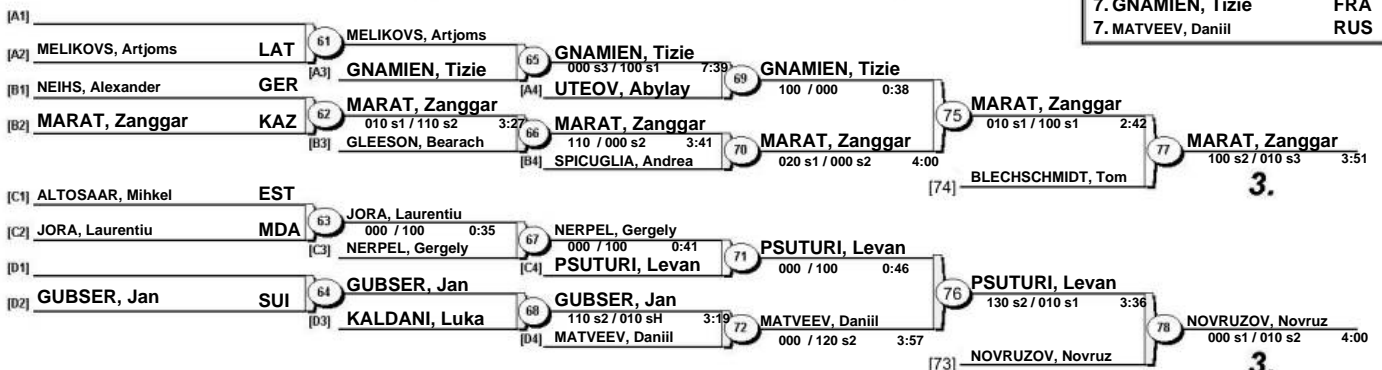 7. GNAMIEN, Tizie FRA
7. MATVEEV, Daniil RUS
[A1]
[A2] MELIKOVS, Artjoms LAT
61 MELIKOVS, Artjoms
[A3] GNAMIEN, Tizie
65 GNAMIEN, Tizie
000 s3 / 100 s1 7:39
[A4] UTEOV, Abylay
69 GNAMIEN, Tizie
100 / 000 0:38
[B1] NEIHS, Alexander GER
[B2] MARAT, Zanggar KAZ
62 MARAT, Zanggar
010 s1 / 110 s2 3:27
[B3] GLEESON, Bearach
66 MARAT, Zanggar
110 / 000 s2 3:41
[B4] SPICUGLIA, Andrea
70 MARAT, Zanggar
020 s1 / 000 s2 4:00
75 MARAT, Zanggar
010 s1 / 100 s1 2:42
[74] BLECHSCHMIDT, Tom
77 MARAT, Zanggar
100 s2 / 010 s3 3:51
3.
[C1] ALTOSAAR, Mihkel EST
[C2] JORA, Laurentiu MDA
63 JORA, Laurentiu
000 / 100 0:35
[C3] NERPEL, Gergely
67 NERPEL, Gergely
000 / 100 0:41
[C4] PSUTURI, Levan
71 PSUTURI, Levan
000 / 100 0:46
[D1]
[D2] GUBSER, Jan SUI
64 GUBSER, Jan
[D3] KALDANI, Luka
68 GUBSER, Jan
110 s2 / 010 sH 3:19
[D4] MATVEEV, Daniil
72 MATVEEV, Daniil
000 / 120 s2 3:57
76 PSUTURI, Levan
130 s2 / 010 s1 3:36
[73] NOVRUZOV, Novruz
78 NOVRUZOV, Novruz
000 s1 / 010 s2 4:00
3.